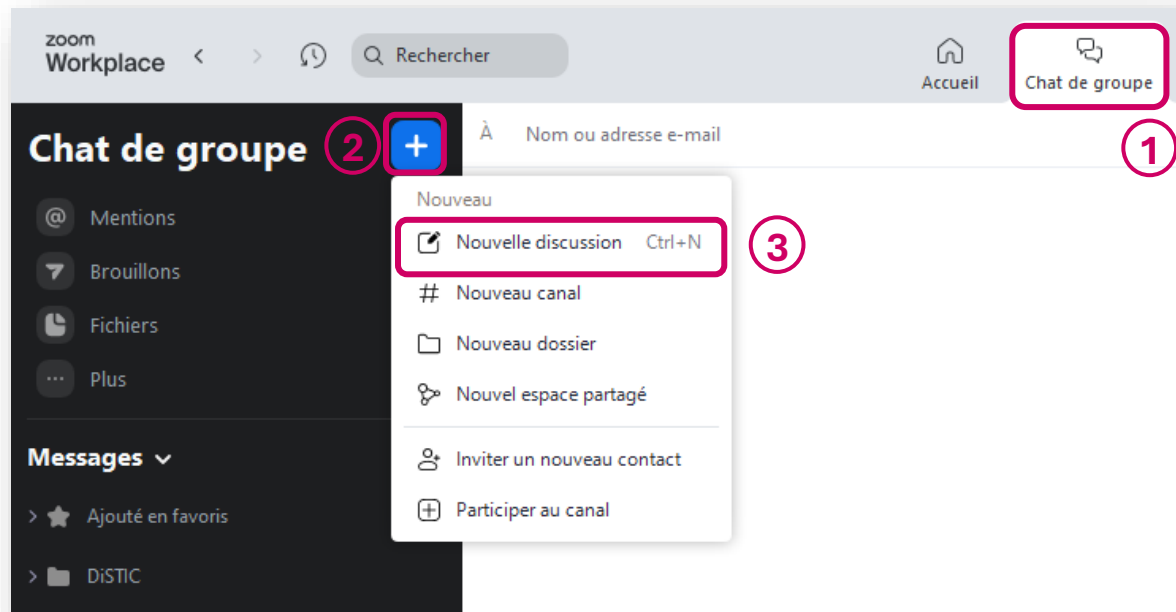 zoom
Workplace
Rechercher
Accueil
Chat de groupe
1
Chat de groupe
2
+
À Nom ou adresse e-mail
@ Mentions
Brouillons
Fichiers
Plus
Messages
Ajouté en favoris
DiSTIC
Nouveau
Nouvelle discussion Ctrl+N
3
# Nouveau canal
Nouveau dossier
Nouvel espace partagé
Inviter un nouveau contact
Participer au canal